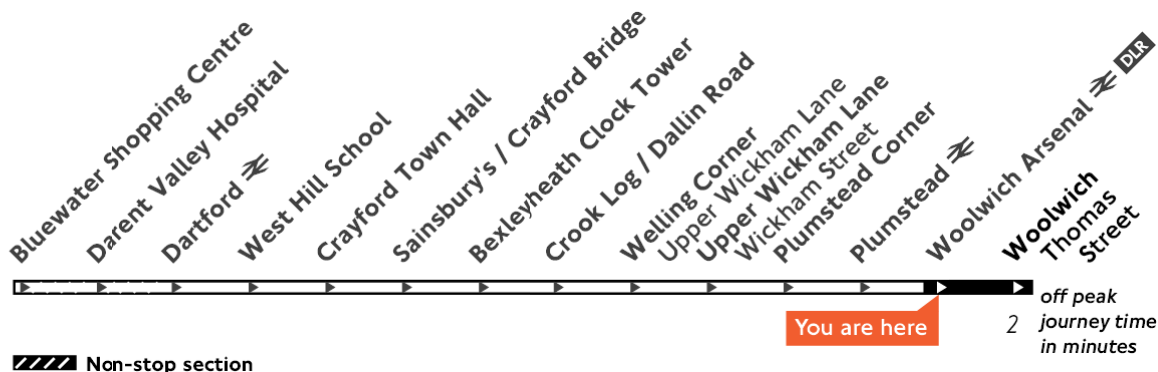 Bluewater Shopping Centre
Darent Valley Hospital
Dartford
West Hill School
Crayford Town Hall
Sainsbury's / Crayford Bridge
Bexleyheath Clock Tower
Crook Log / Dallin Road
Welling Corner
Upper Wickham Lane
Upper Wickham Lane
Wickham Street
Plumstead Corner
Plumstead
Woolwich Arsenal DLR
Woolwich
Thomas
Street
You are here
2
off peak
journey time
in minutes
Non-stop section